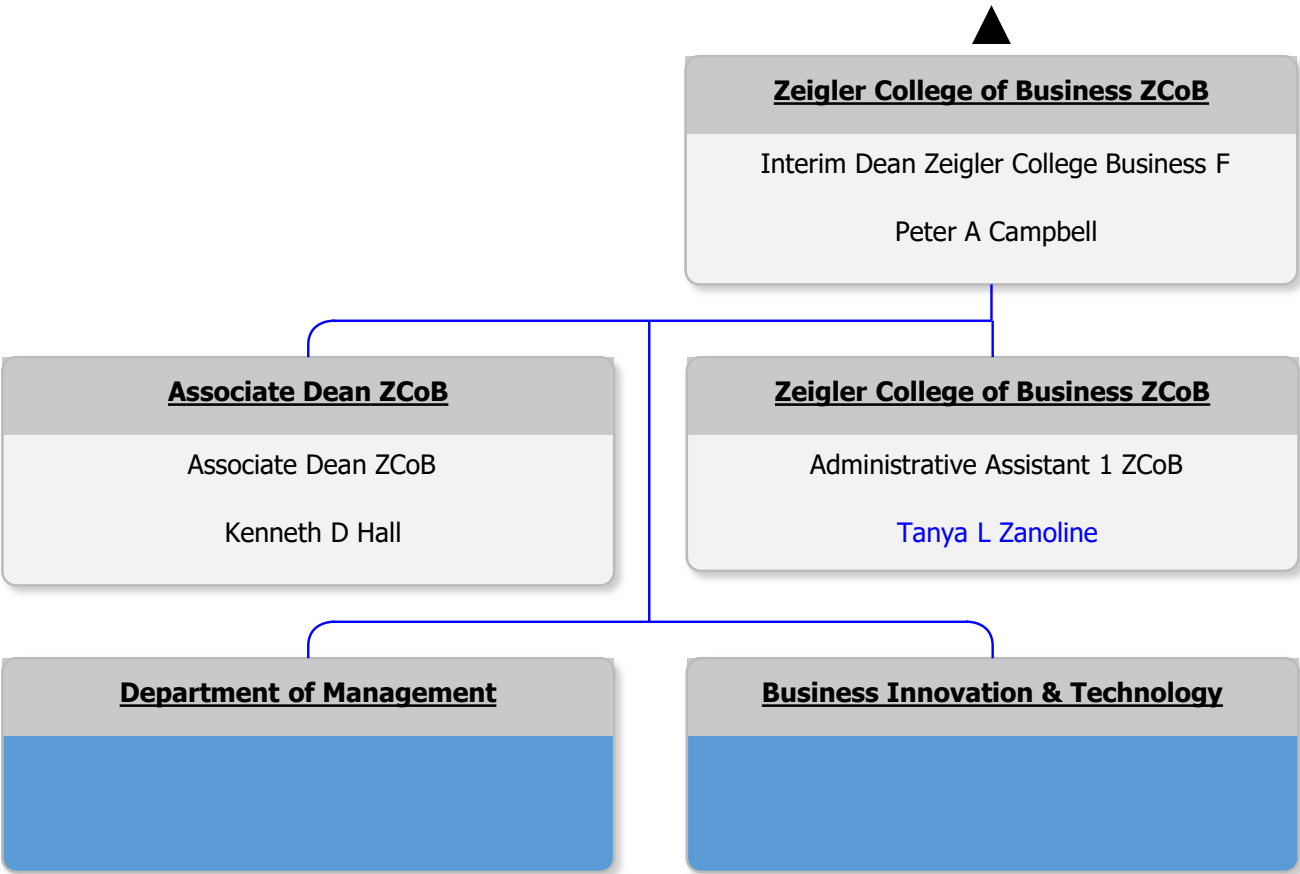 Zeigler College of Business ZCoB
Interim Dean Zeigler College Business F
Peter A Campbell
Associate Dean ZCoB
Associate Dean ZCoB
Kenneth D Hall
Zeigler College of Business ZCoB
Administrative Assistant 1 ZCoB
Tanya L Zanoline
Department of Management
Business Innovation & Technology